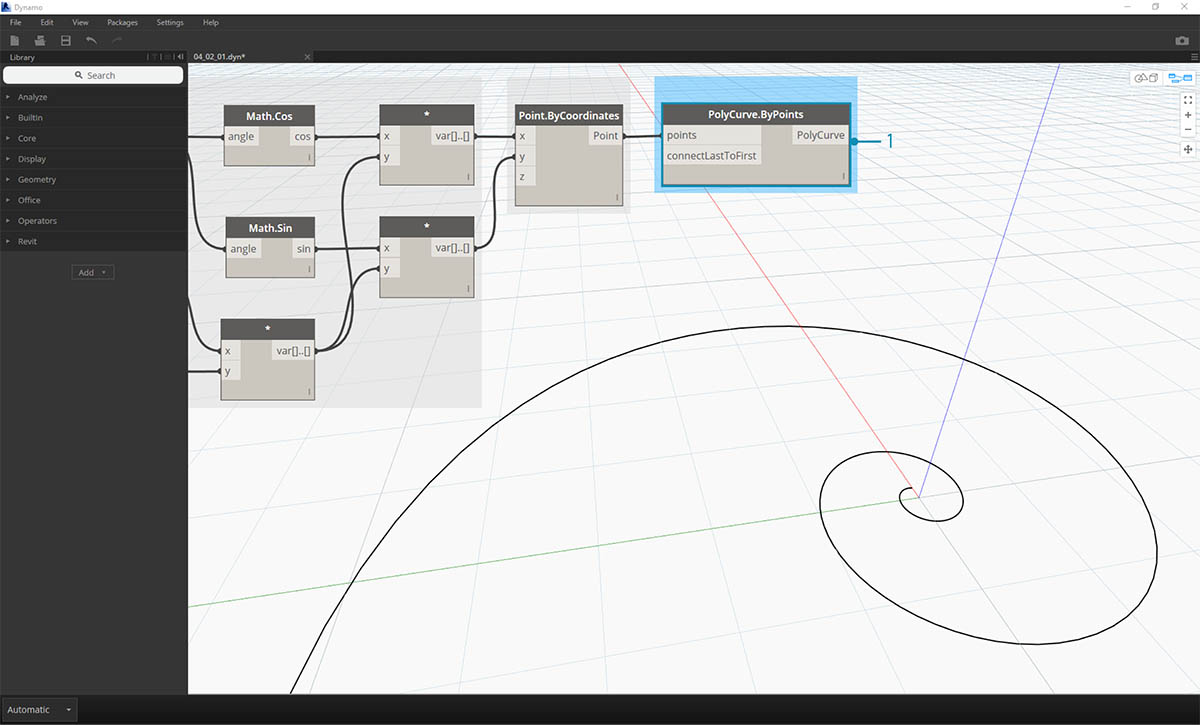 Dynamo
File Edit View Packages Settings Help
Library
04_02_01.dyn*
Search
Analyze
BuiltIn
Core
Display
Geometry
Office
Operators
Revit
Add
Math.Cos
angle cos
*
x var[]..[]
y
Point.ByCoordinates
x Point
y
z
PolyCurve.ByPoints
points PolyCurve
connectLastToFirst
1
Math.Sin
angle sin
*
x var[]..[]
y
*
x var[]..[]
y
Automatic